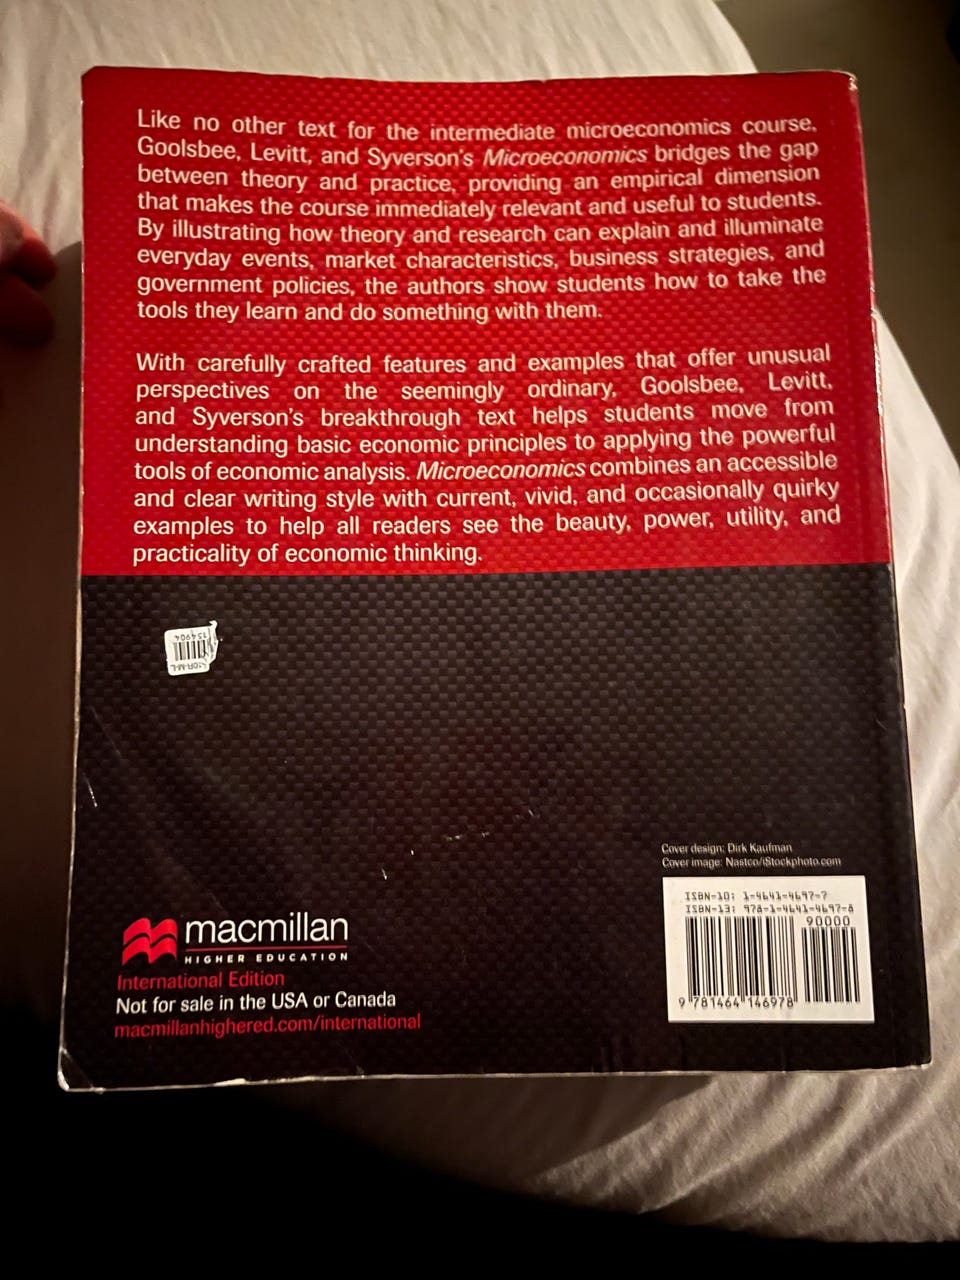 Like no other text for the intermediate microeconomics course,
Goolsbee, Levitt, and Syverson's Microeconomics bridges the gap
between theory and practice, providing an empirical dimension
that makes the course immediately relevant and useful to students.
By illustrating how theory and research can explain and illuminate
everyday events, market characteristics, business strategies, and
government policies, the authors show students how to take the
tools they learn and do something with them.
With carefully crafted features and examples that offer unusual
perspectives on the seemingly ordinary, Goolsbee, Levitt,
and Syverson's breakthrough text helps students move from
understanding basic economic principles to applying the powerful
tools of economic analysis. Microeconomics combines an accessible
and clear writing style with current, vivid, and occasionally quirky
examples to help all readers see the beauty, power, utility, and
practicality of economic thinking.
154904
Cover design: Dirk Kaufman
Cover image: Nastco/iStockphoto.com
ISBN-10: 1-4641-4697-7
ISBN-13: 978-1-4641-4697-8
90000
9 781464 146978
macmillan
HIGHER EDUCATION
International Edition
Not for sale in the USA or Canada
macmillanhighered.com/international